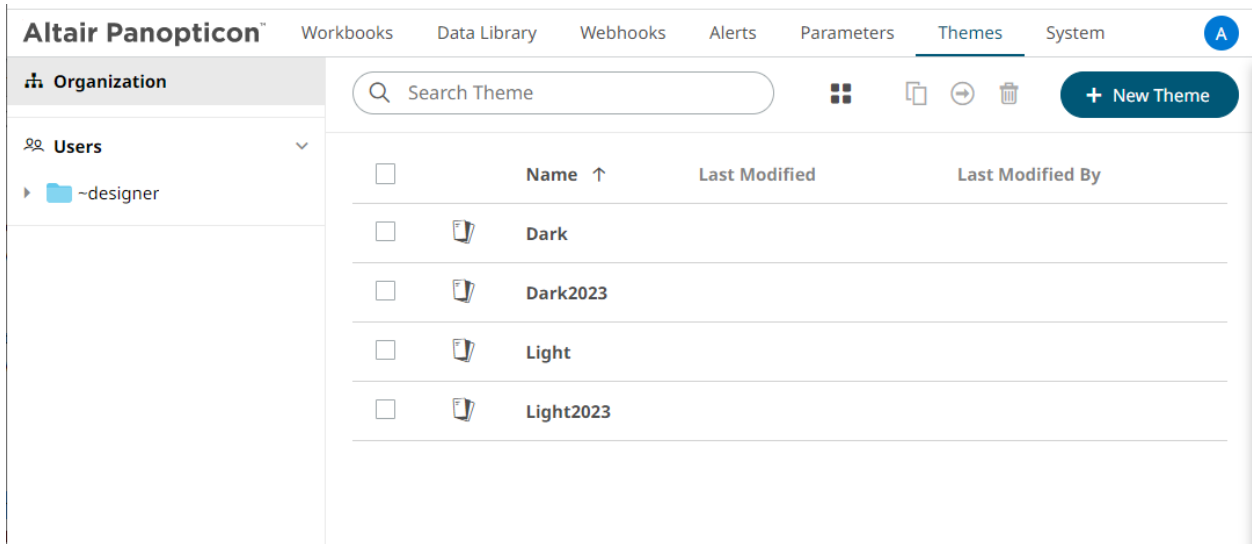 Altair Panopticon™ Workbooks Data Library Webhooks Alerts Parameters Themes System A
Organization
Search Theme
+ New Theme
Users
~designer
Name ↑ Last Modified Last Modified By
Dark
Dark2023
Light
Light2023